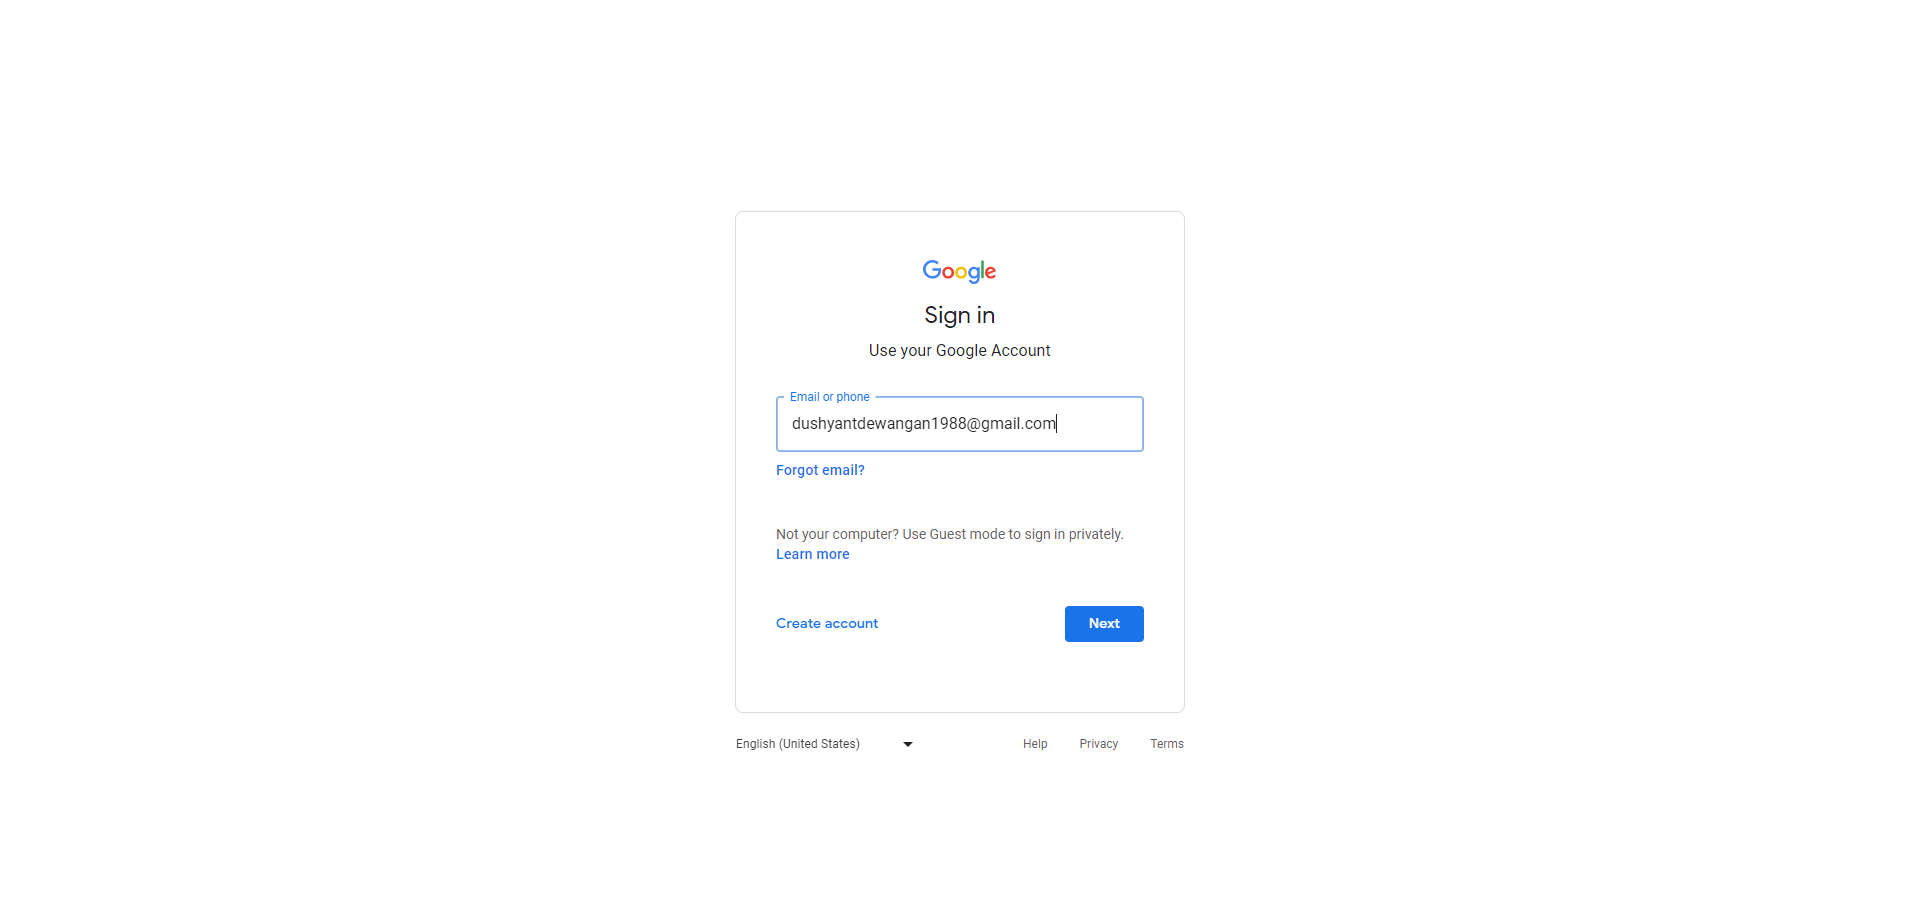 Google
Sign in
Use your Google Account
Email or phone
dushyantdewangan1988@gmail.com
Forgot email?
Not your computer? Use Guest mode to sign in privately.
Learn more
Create account
Next
English (United States)
Help
Privacy
Terms